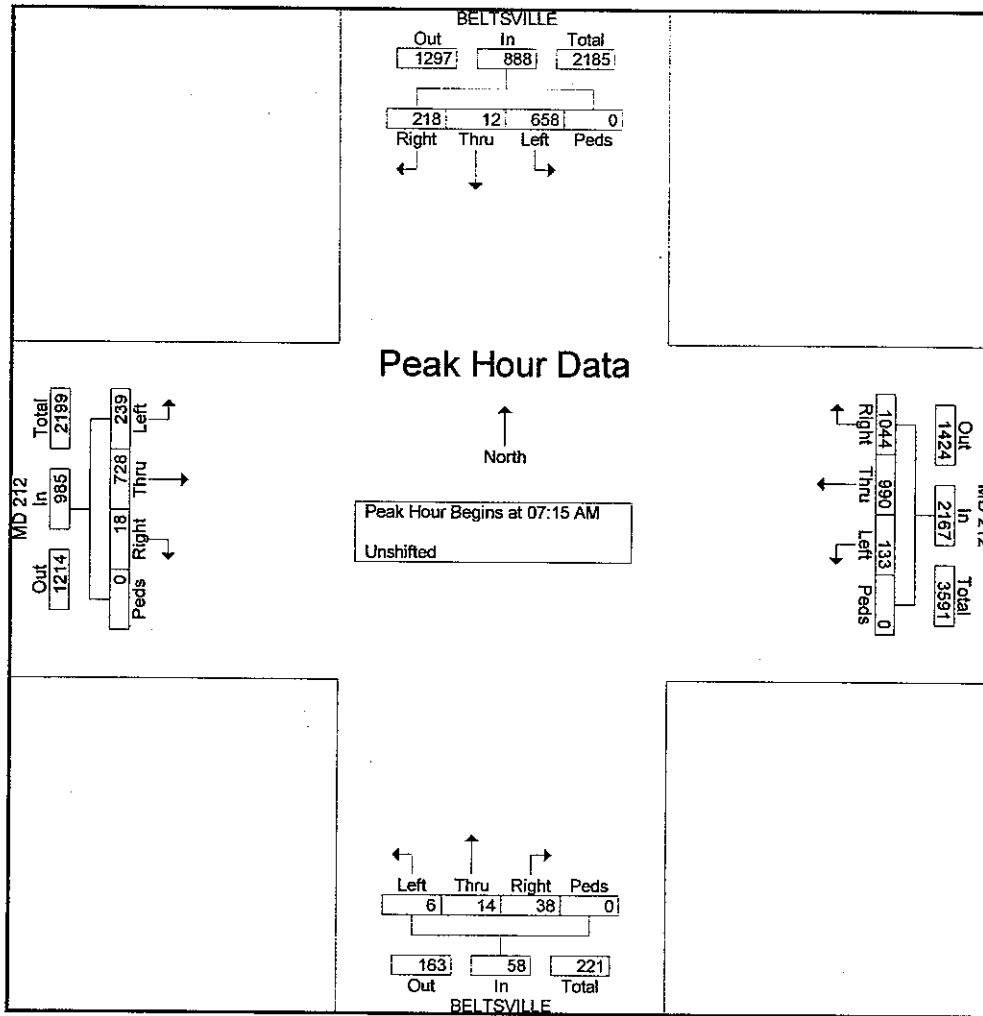 BELTSVILLE
Out In Total
1297 888 2185
218 12 658 0
Right Thru Left Peds
Peak Hour Data
North
Peak Hour Begins at 07:15 AM
Unshifted
MD 212
Total In Out
2199 985 1214
239 728 18 0
Left Thru Right Peds
1044 990 133 0
Right Thru Left Peds
Out In Total
1424 2167 3591
Left Thru Right Peds
6 14 38 0
163 58 221
Out In Total
BELTSVILLE